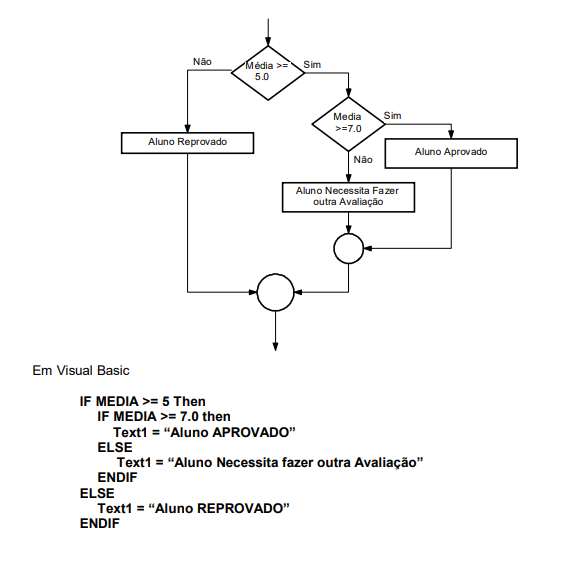 Não
Média >=
5.0
Sim
Media
>=7.0
Sim
Aluno Reprovado
Aluno Aprovado
Não
Aluno Necessita Fazer
outra Avaliação
Em Visual Basic
IF MEDIA >= 5 Then
IF MEDIA >= 7.0 then
Text1 = “Aluno APROVADO”
ELSE
Text1 = “Aluno Necessita fazer outra Avaliação”
ENDIF
ELSE
Text1 = “Aluno REPROVADO”
ENDIF